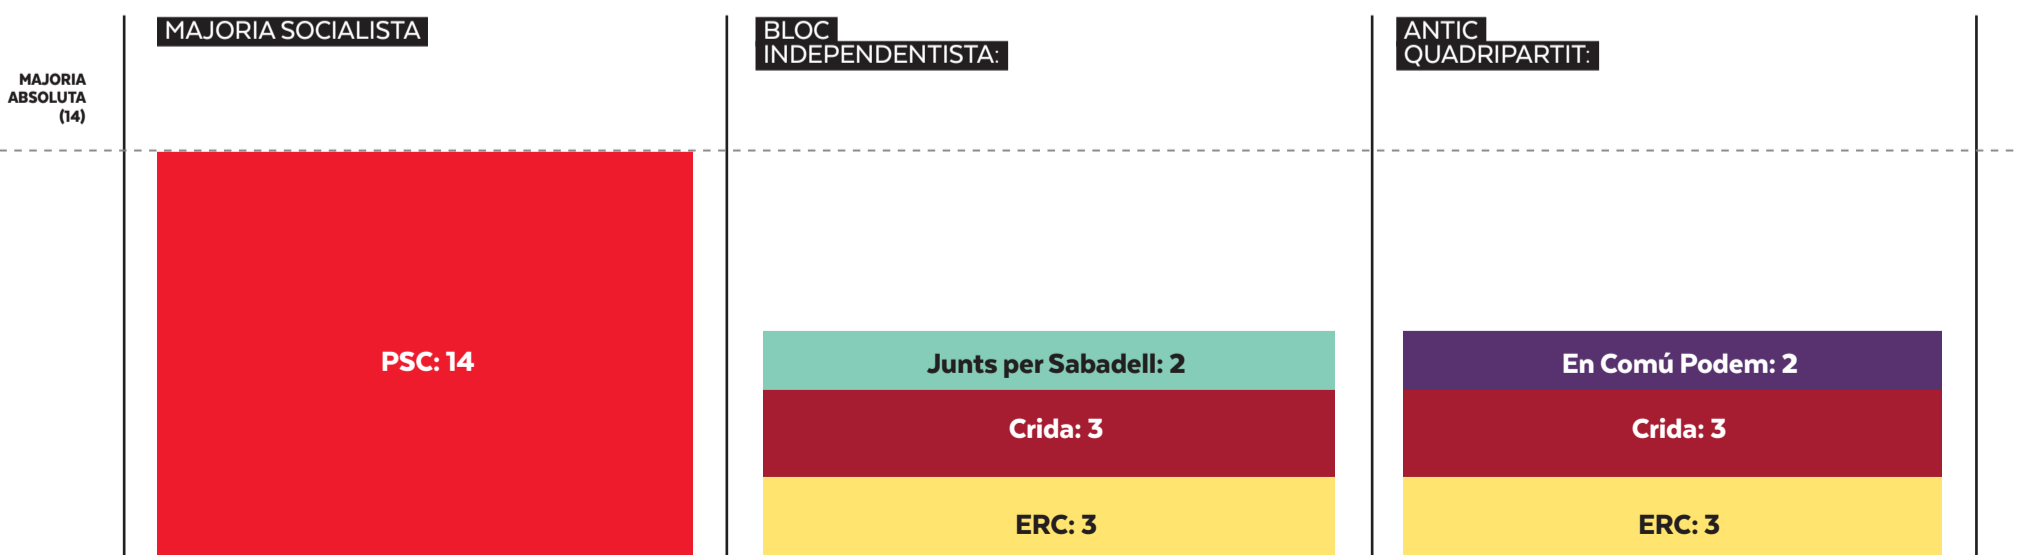 MAJORIA SOCIALISTA
BLOC
INDEPENDENTISTA:
ANTIC
QUADRIPARTIT:
MAJORIA
ABSOLUTA
(14)
PSC: 14
Junts per Sabadell: 2
Crida: 3
ERC: 3
En Comú Podem: 2
Crida: 3
ERC: 3